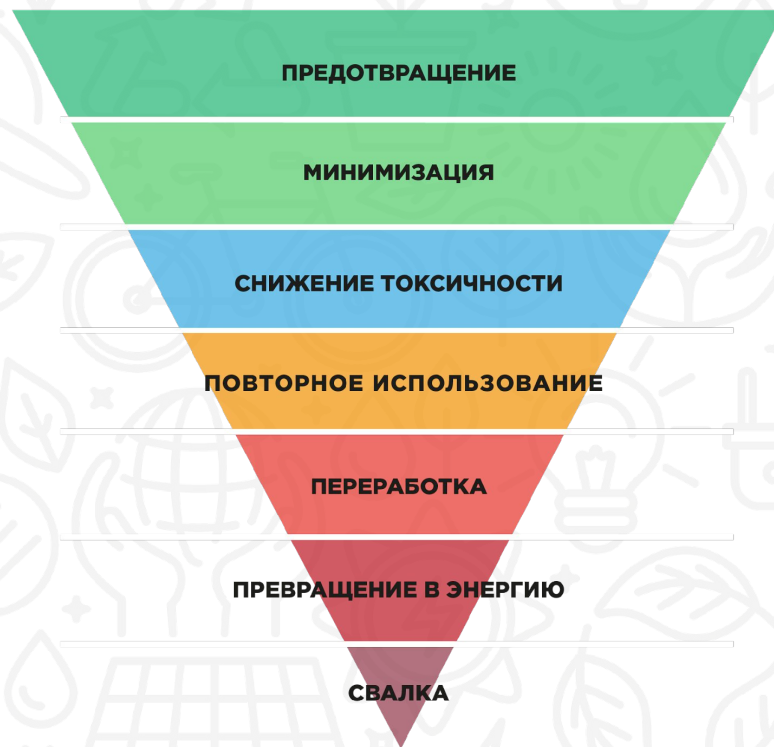 ПРЕДОТВРАЩЕНИЕ
МИНИМИЗАЦИЯ
СНИЖЕНИЕ ТОКСИЧНОСТИ
ПОВТОРНОЕ ИСПОЛЬЗОВАНИЕ
ПЕРЕРАБОТКА
ПРЕВРАЩЕНИЕ В ЭНЕРГИЮ
СВАЛКА